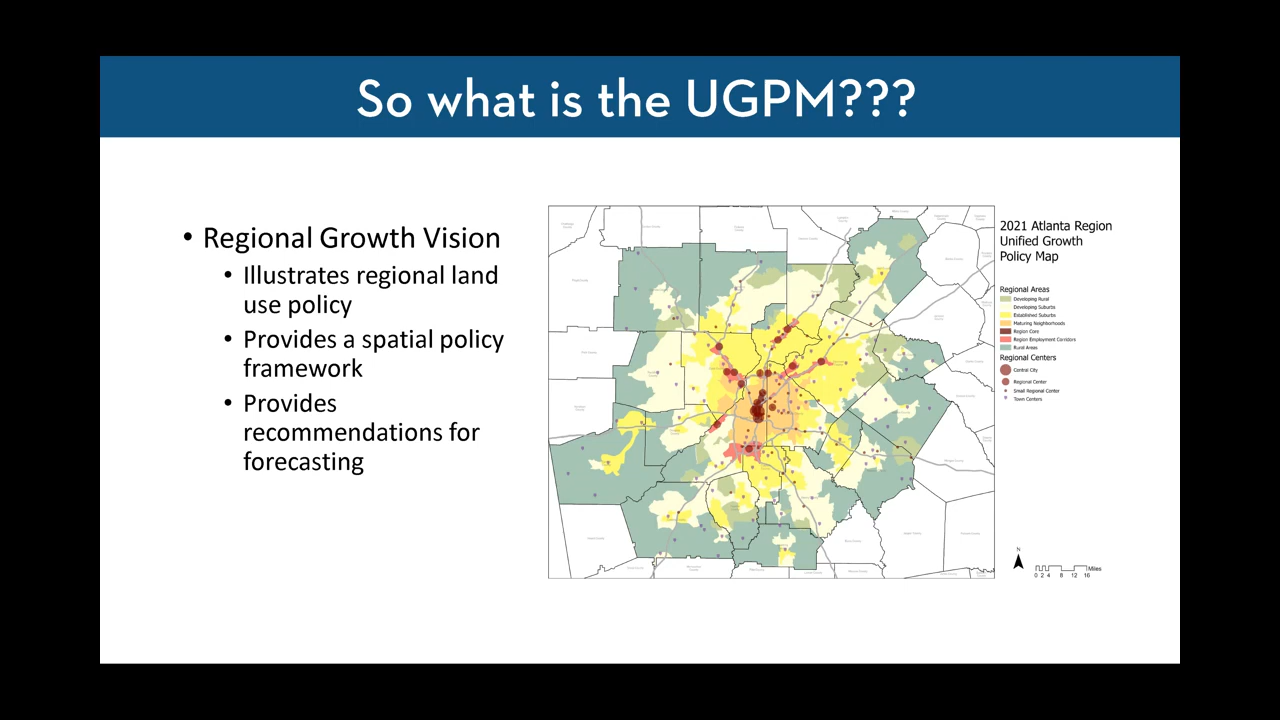 So what is the UGPM???
• Regional Growth Vision
• Illustrates regional land
use policy
• Provides a spatial policy
framework
• Provides
recommendations for
forecasting
2021 Atlanta Region
Unified Growth
Policy Map
Regional Areas
Developing Rural
Developing Suburbs
Established Suburbs
Maturing Neighborhoods
Region Core
Region Employment Corridors
Rural Areas
Regional Centers
Central City
Regional Center
Small Regional Center
Town Centers
N
Miles
0 2 4 8 12 16